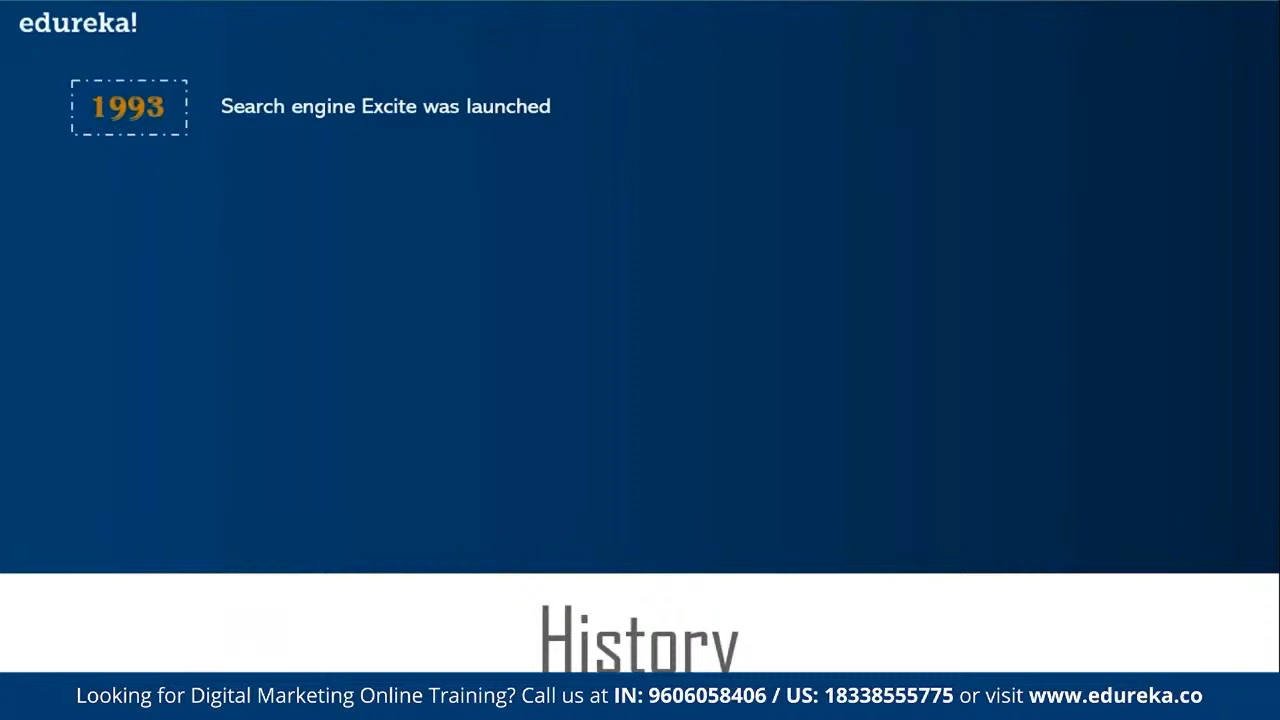 edureka!
1993 Search engine Excite was launched
History
Looking for Digital Marketing Online Training? Call us at IN: 9606058406 / US: 18338555775 or visit www.edureka.co